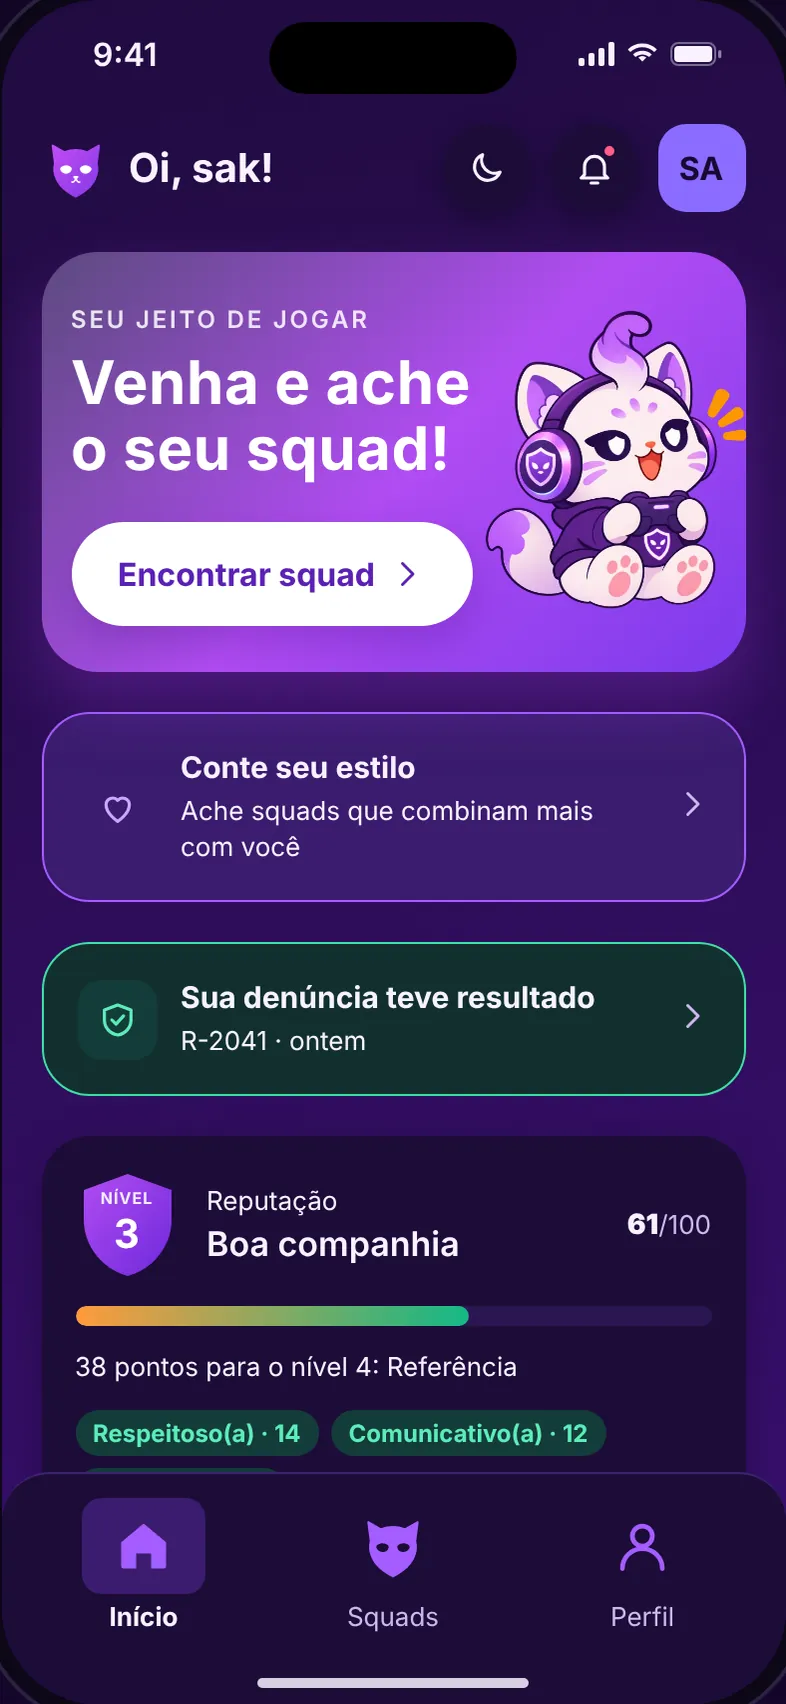 9:41
Oi, sak!
SA
SEU JEITO DE JOGAR
Venha e ache
o seu squad!
Encontrar squad
Conte seu estilo
Ache squads que combinam mais
com você
Sua denúncia teve resultado
R-2041 · ontem
NÍVEL
3
Reputação
Boa companhia
61/100
38 pontos para o nível 4: Referência
Respeitoso(a) · 14
Comunicativo(a) · 12
Início
Squads
Perfil